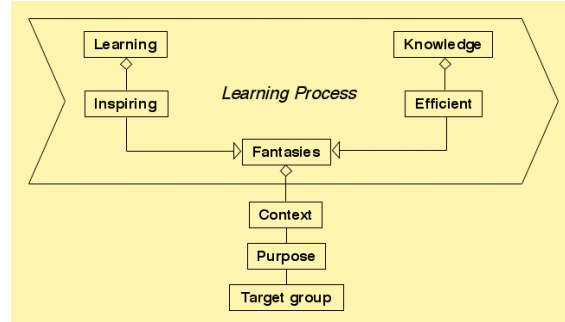 Learning
Knowledge
Inspiring
Learning Process
Efficient
Fantasies
Context
Purpose
Target group